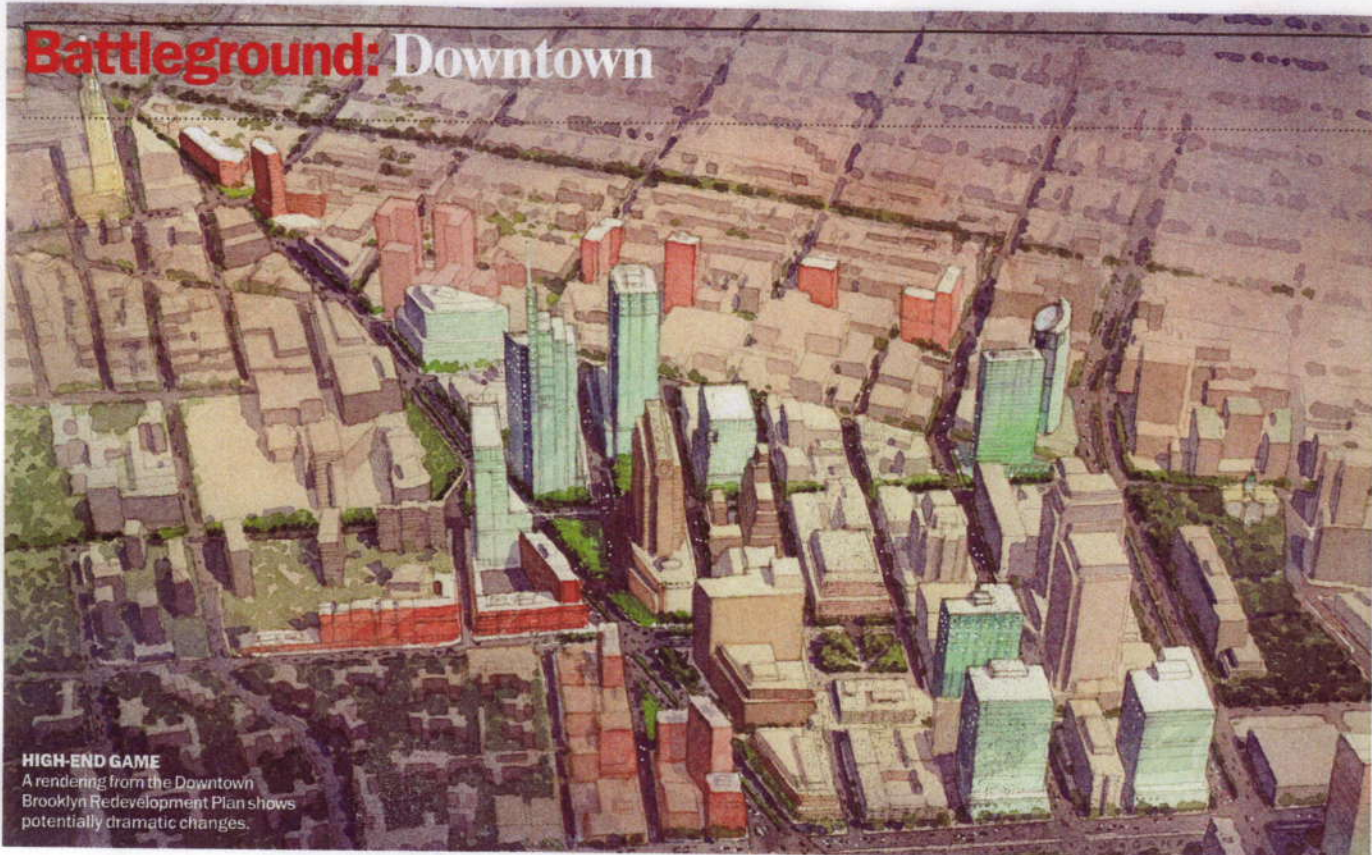 Battleground: Downtown
HIGH-END GAME
A rendering from the Downtown
Brooklyn Redevelopment Plan shows
potentially dramatic changes.